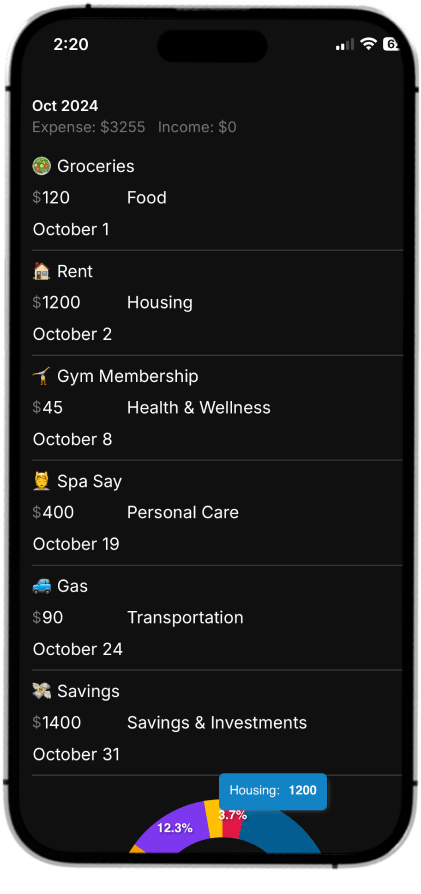 2:20
Oct 2024
Expense: $3255 Income: $0
Groceries
$120 Food
October 1
Rent
$1200 Housing
October 2
Gym Membership
$45 Health & Wellness
October 8
Spa Say
$400 Personal Care
October 19
Gas
$90 Transportation
October 24
Savings
$1400 Savings & Investments
October 31
Housing: 1200
3.7%
12.3%